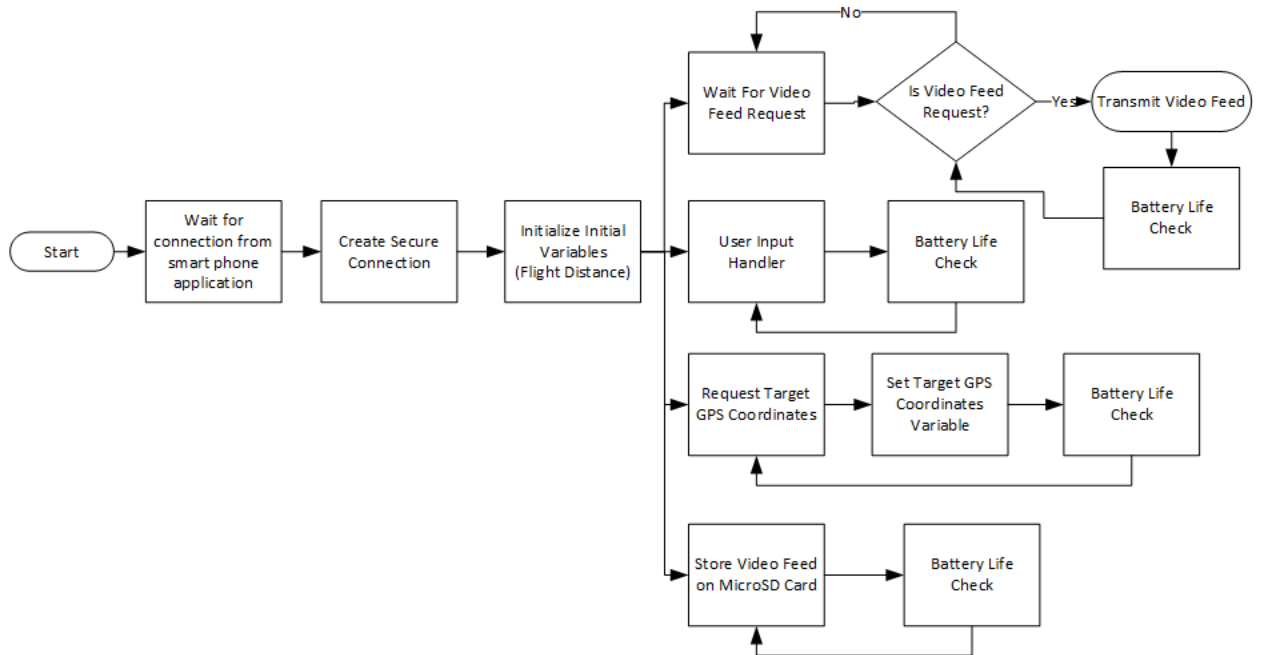 No
Wait For Video
Feed Request
Is Video Feed
Request?
Yes
Transmit Video Feed
Battery Life
Check
Start
Wait for
connection from
smart phone
application
Create Secure
Connection
Initialize Initial
Variables
(Flight Distance)
User Input
Handler
Battery Life
Check
Request Target
GPS Coordinates
Set Target GPS
Coordinates
Variable
Battery Life
Check
Store Video Feed
on MicroSD Card
Battery Life
Check